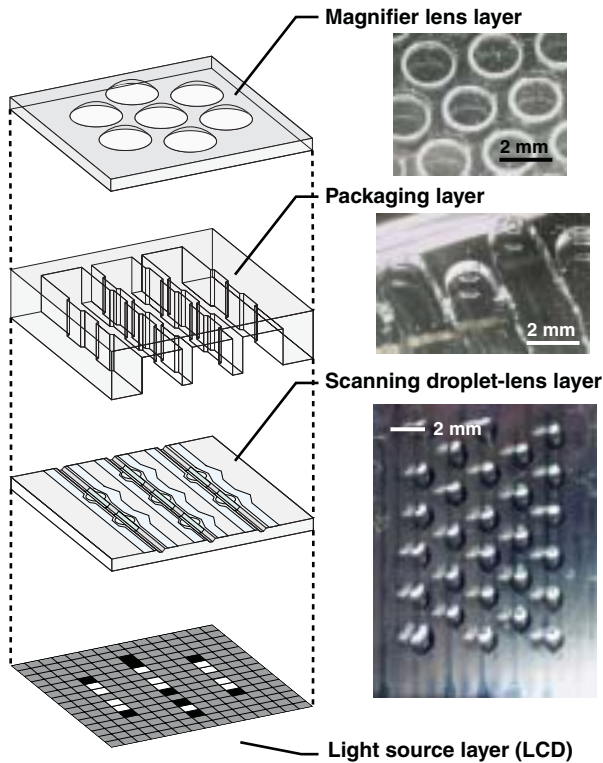 Magnifier lens layer
2 mm
Packaging layer
2 mm
Scanning droplet-lens layer
2 mm
Light source layer (LCD)